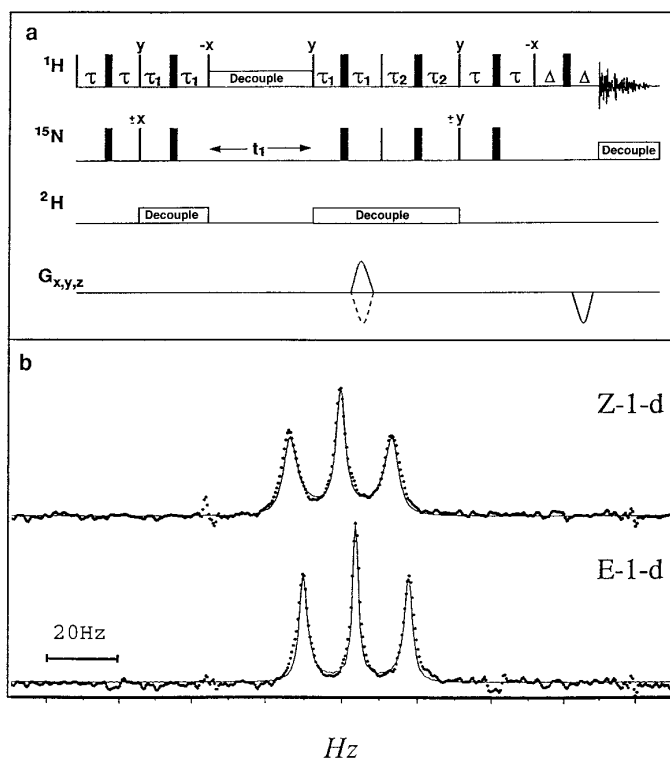 a
y -x y y -x
¹H τ τ τ₁ τ₁ Decouple τ₁ τ₁ τ₂ τ₂ τ τ Δ Δ
±x ±y
¹⁵N t₁ Decouple
²H Decouple Decouple
Gx,y,z
b
Z-1-d
E-1-d
20Hz
Hz